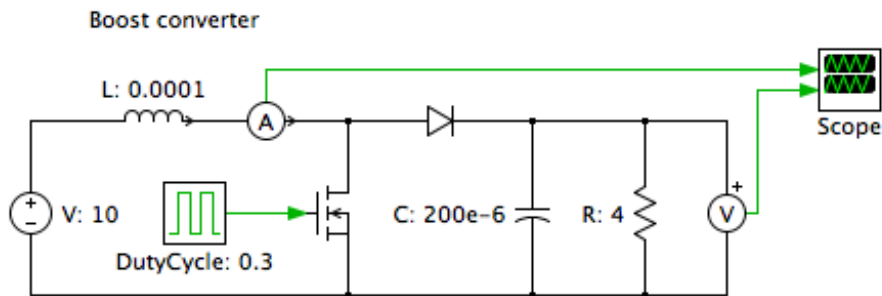 Boost converter
L: 0.0001
A
Scope
+
−
V: 10
DutyCycle: 0.3
C: 200e-6
R: 4
+
V